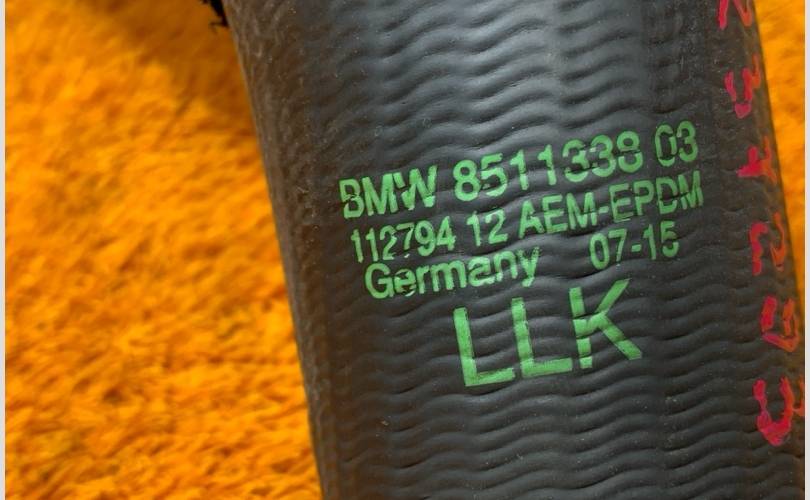 BMW 8511338 03
112794 12 AEM-EPDM
Germany 07-15
LLK